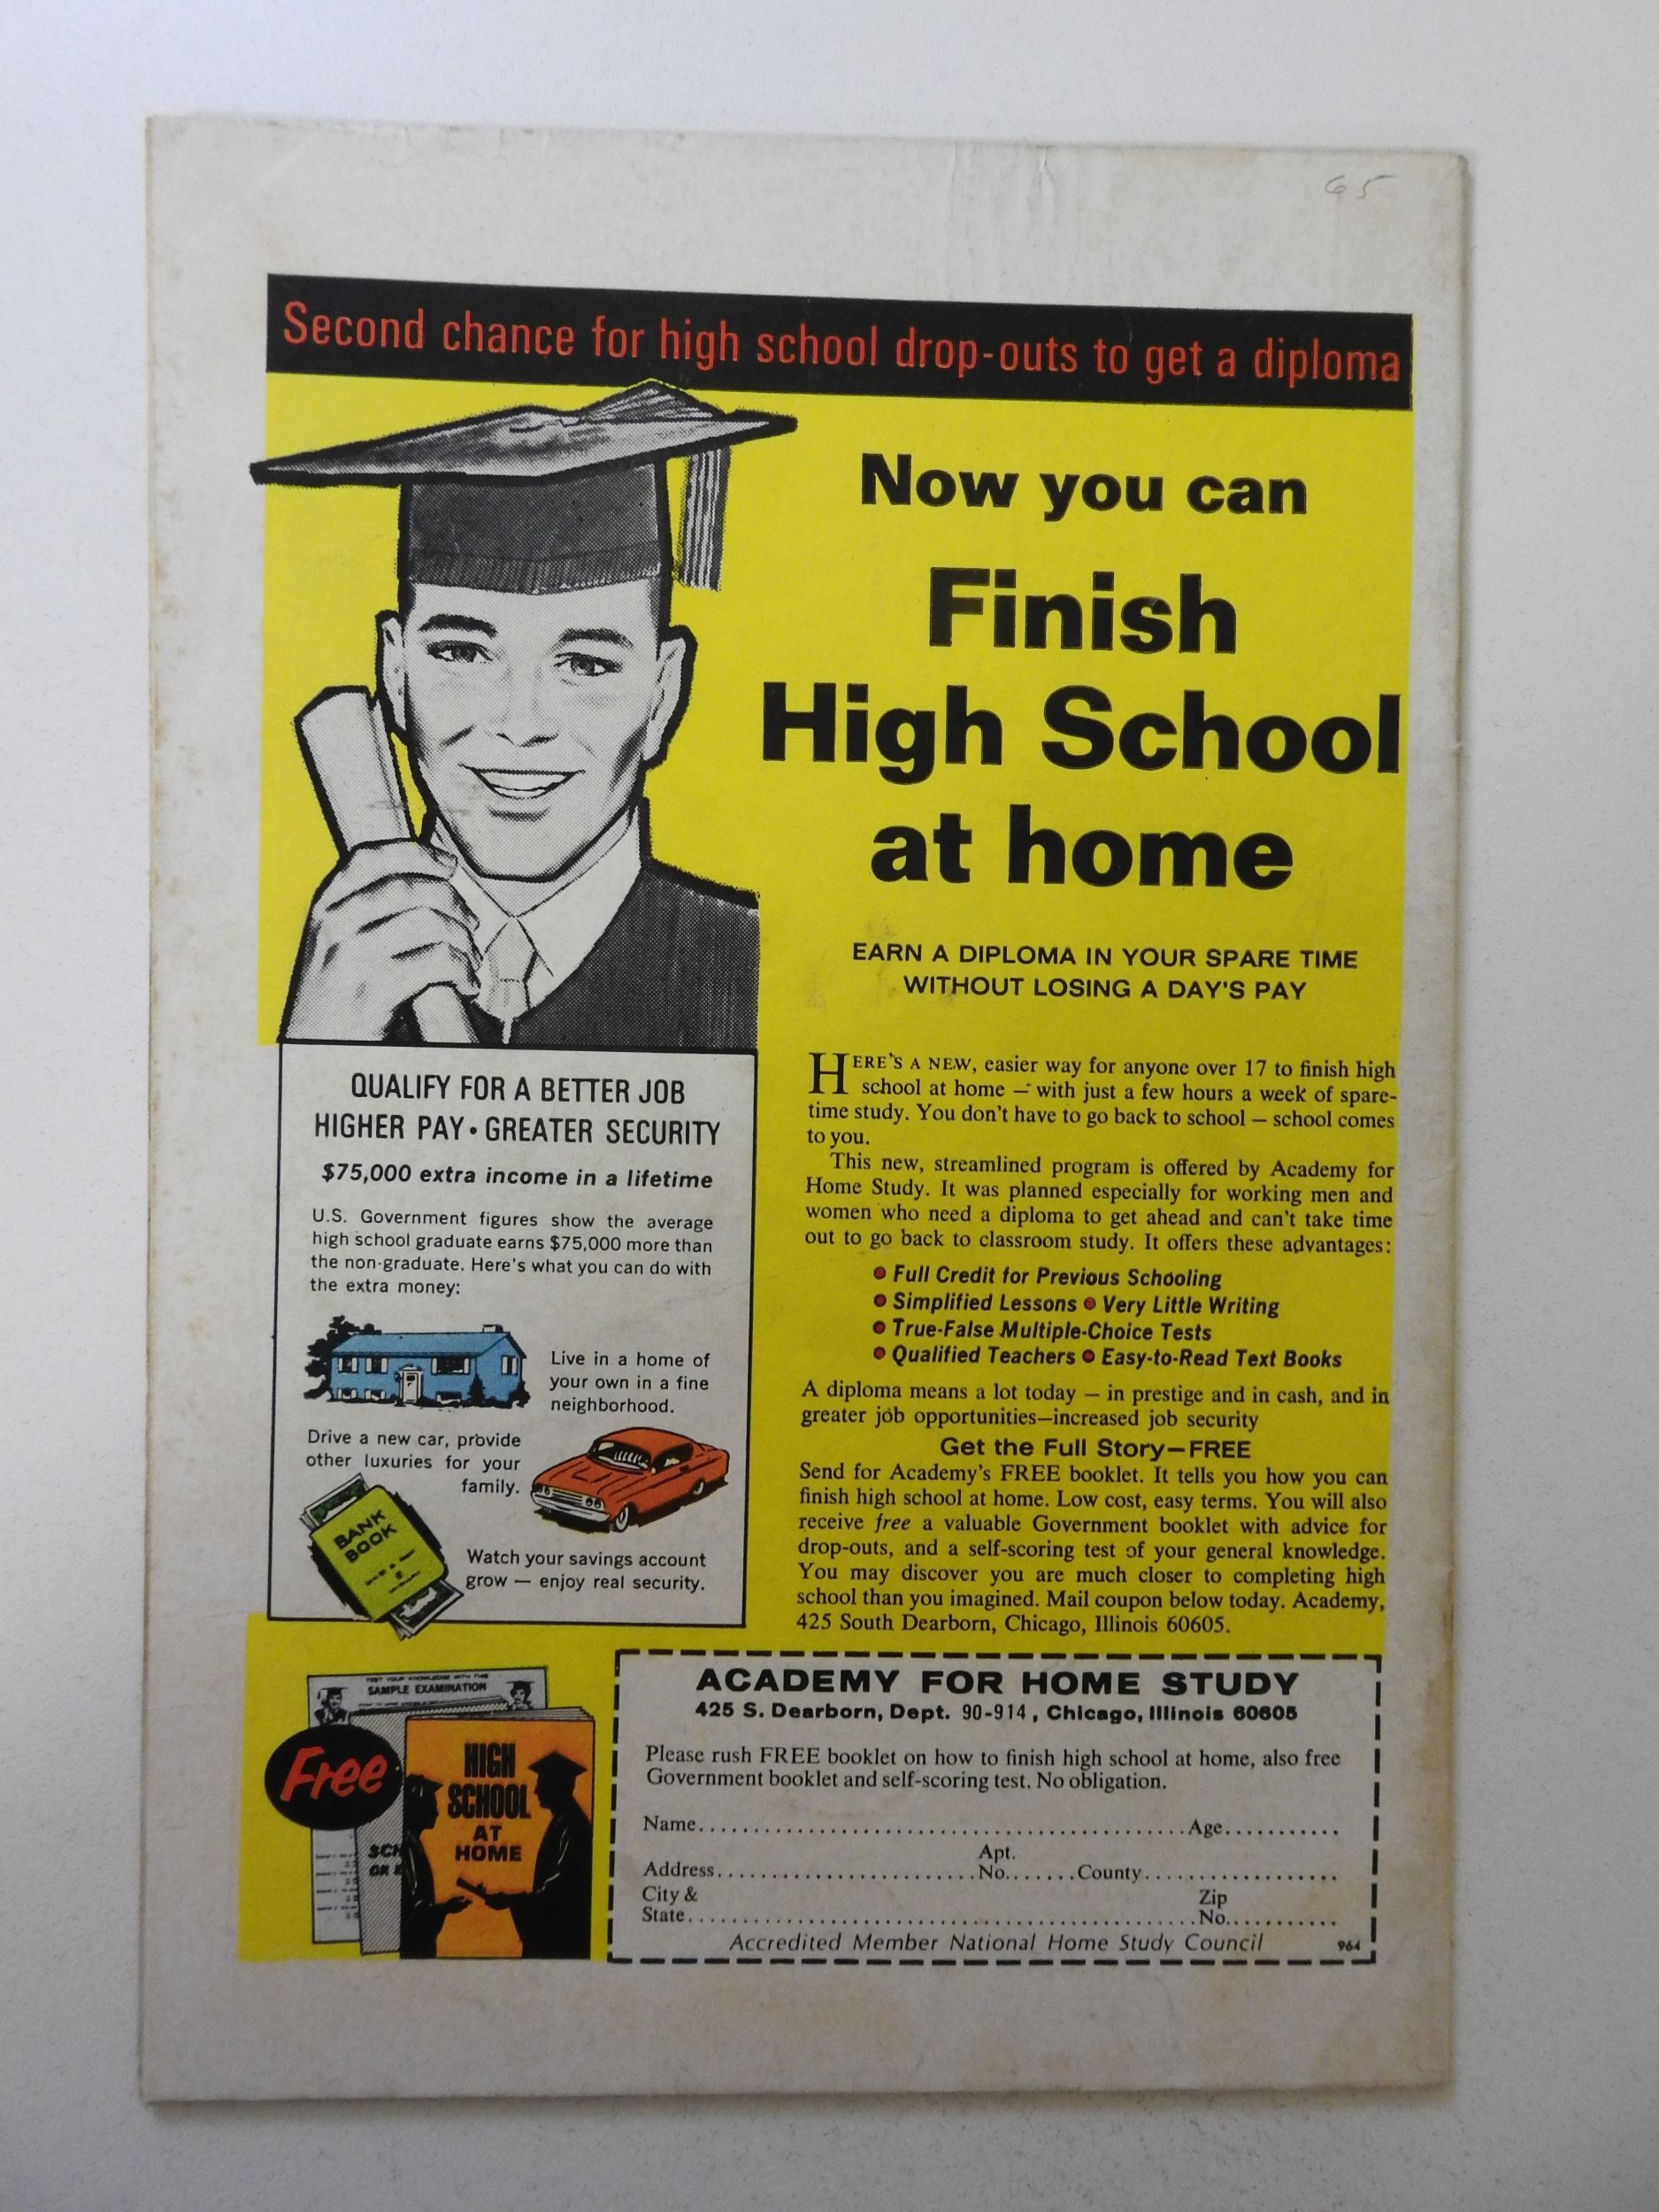 65
Second chance for high school drop-outs to get a diploma
Now you can
Finish
High School
at home
EARN A DIPLOMA IN YOUR SPARE TIME
WITHOUT LOSING A DAY'S PAY
HERE'S A NEW, easier way for anyone over 17 to finish high
school at home — with just a few hours a week of spare-
time study. You don't have to go back to school — school comes
to you.
This new, streamlined program is offered by Academy for
Home Study. It was planned especially for working men and
women who need a diploma to get ahead and can't take time
out to go back to classroom study. It offers these advantages:
• Full Credit for Previous Schooling
• Simplified Lessons • Very Little Writing
• True-False Multiple-Choice Tests
• Qualified Teachers • Easy-to-Read Text Books
A diploma means a lot today — in prestige and in cash, and in
greater job opportunities—increased job security
Get the Full Story—FREE
Send for Academy's FREE booklet. It tells you how you can
finish high school at home. Low cost, easy terms. You will also
receive free a valuable Government booklet with advice for
drop-outs, and a self-scoring test of your general knowledge.
You may discover you are much closer to completing high
school than you imagined. Mail coupon below today. Academy,
425 South Dearborn, Chicago, Illinois 60605.
QUALIFY FOR A BETTER JOB
HIGHER PAY • GREATER SECURITY
$75,000 extra income in a lifetime
U.S. Government figures show the average
high school graduate earns $75,000 more than
the non-graduate. Here's what you can do with
the extra money:
Live in a home of
your own in a fine
neighborhood.
Drive a new car, provide
other luxuries for your
family.
BANK
BOOK
Watch your savings account
grow — enjoy real security.
TEST YOUR KNOWLEDGE WITH THIS
SAMPLE EXAMINATION
Free
SCH
OR
HIGH
SCHOOL
AT
HOME
ACADEMY FOR HOME STUDY
425 S. Dearborn, Dept. 90-914, Chicago, Illinois 60605
Please rush FREE booklet on how to finish high school at home, also free
Government booklet and self-scoring test. No obligation.
Name........................................Age...........
Apt.
Address........................No.......County..................
City & Zip
State........................................No...........
Accredited Member National Home Study Council 964